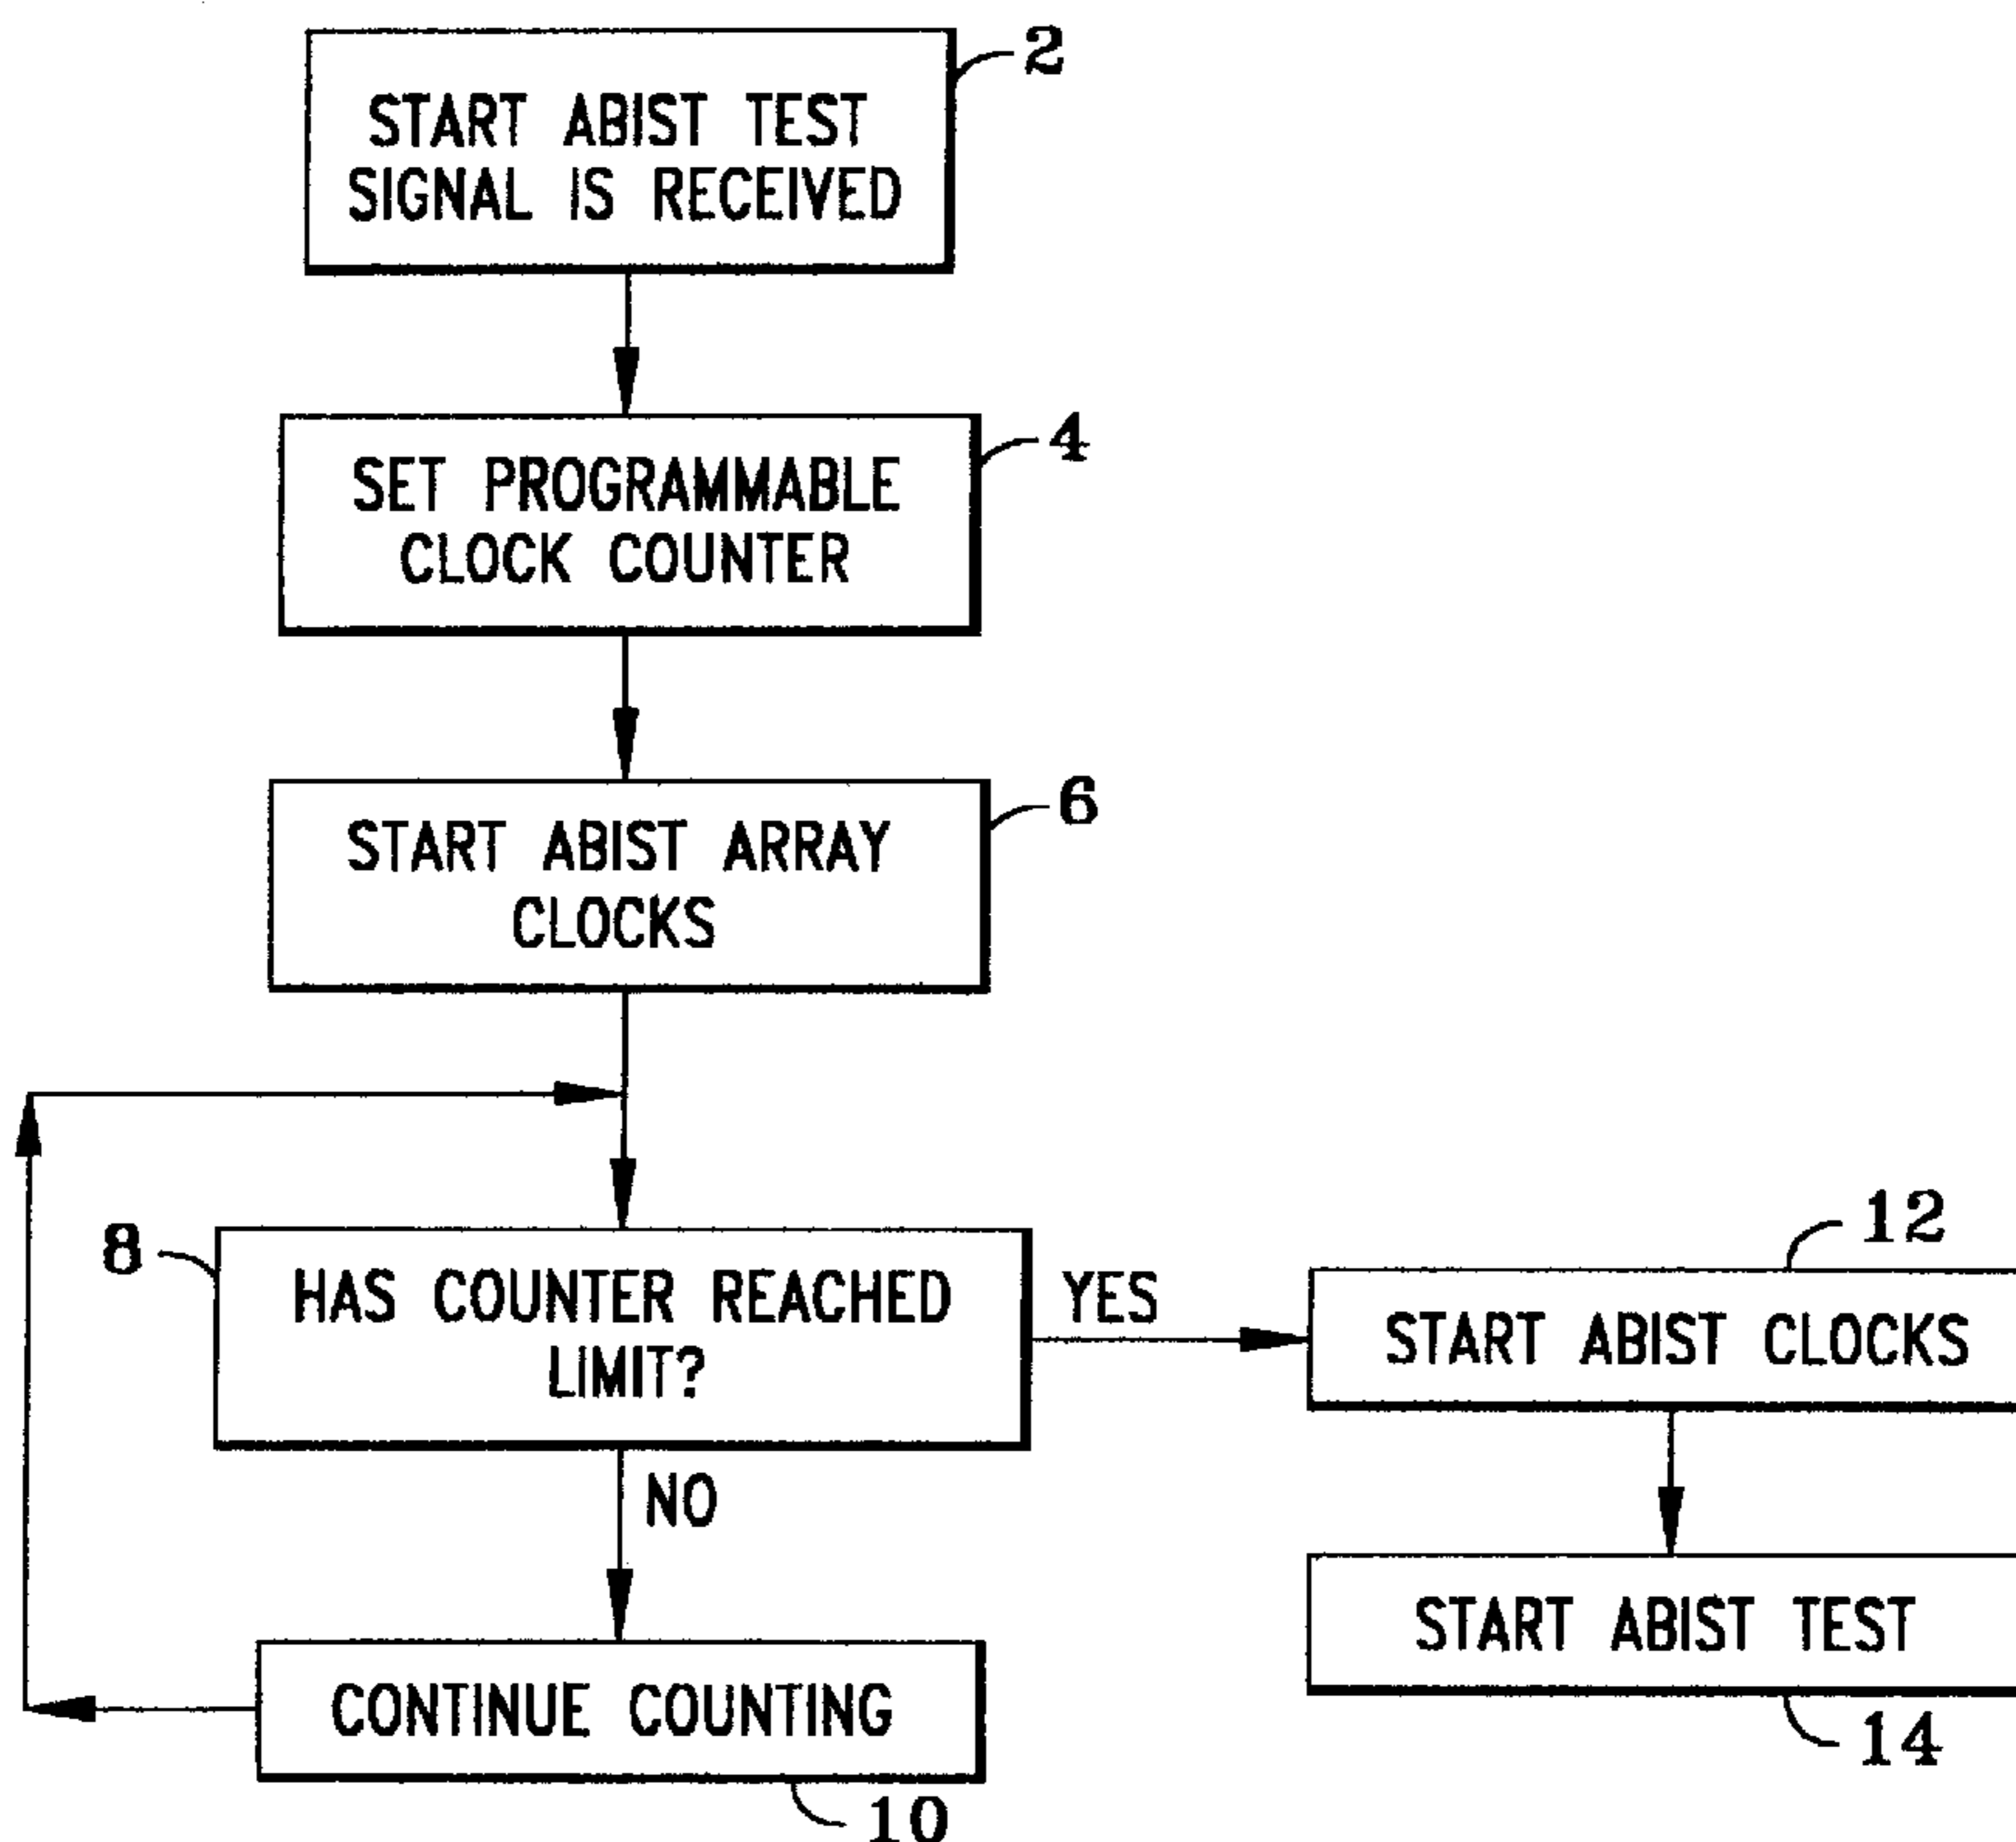 START ABIST TEST
SIGNAL IS RECEIVED
2
SET PROGRAMMABLE
CLOCK COUNTER
4
START ABIST ARRAY
CLOCKS
6
8
HAS COUNTER REACHED
LIMIT?
YES
NO
CONTINUE COUNTING
10
12
START ABIST CLOCKS
START ABIST TEST
14